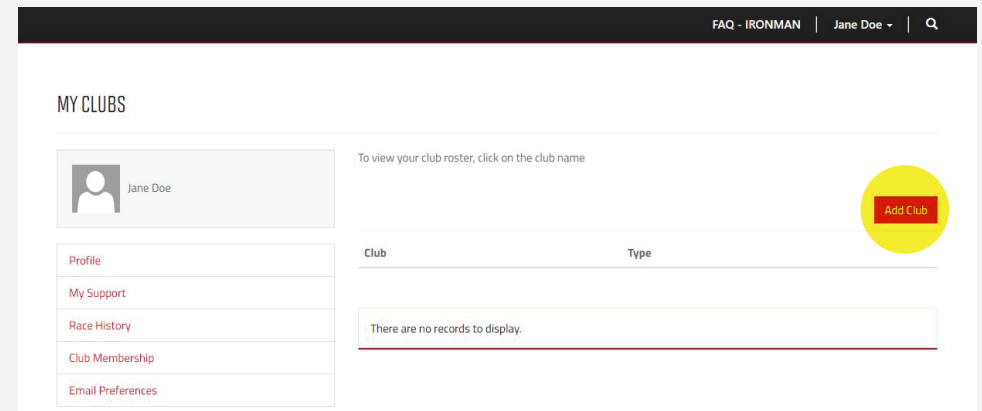 FAQ - IRONMAN
Jane Doe
MY CLUBS
Jane Doe
To view your club roster, click on the club name
Add Club
Profile
My Support
Race History
Club Membership
Email Preferences
Club Type
There are no records to display.